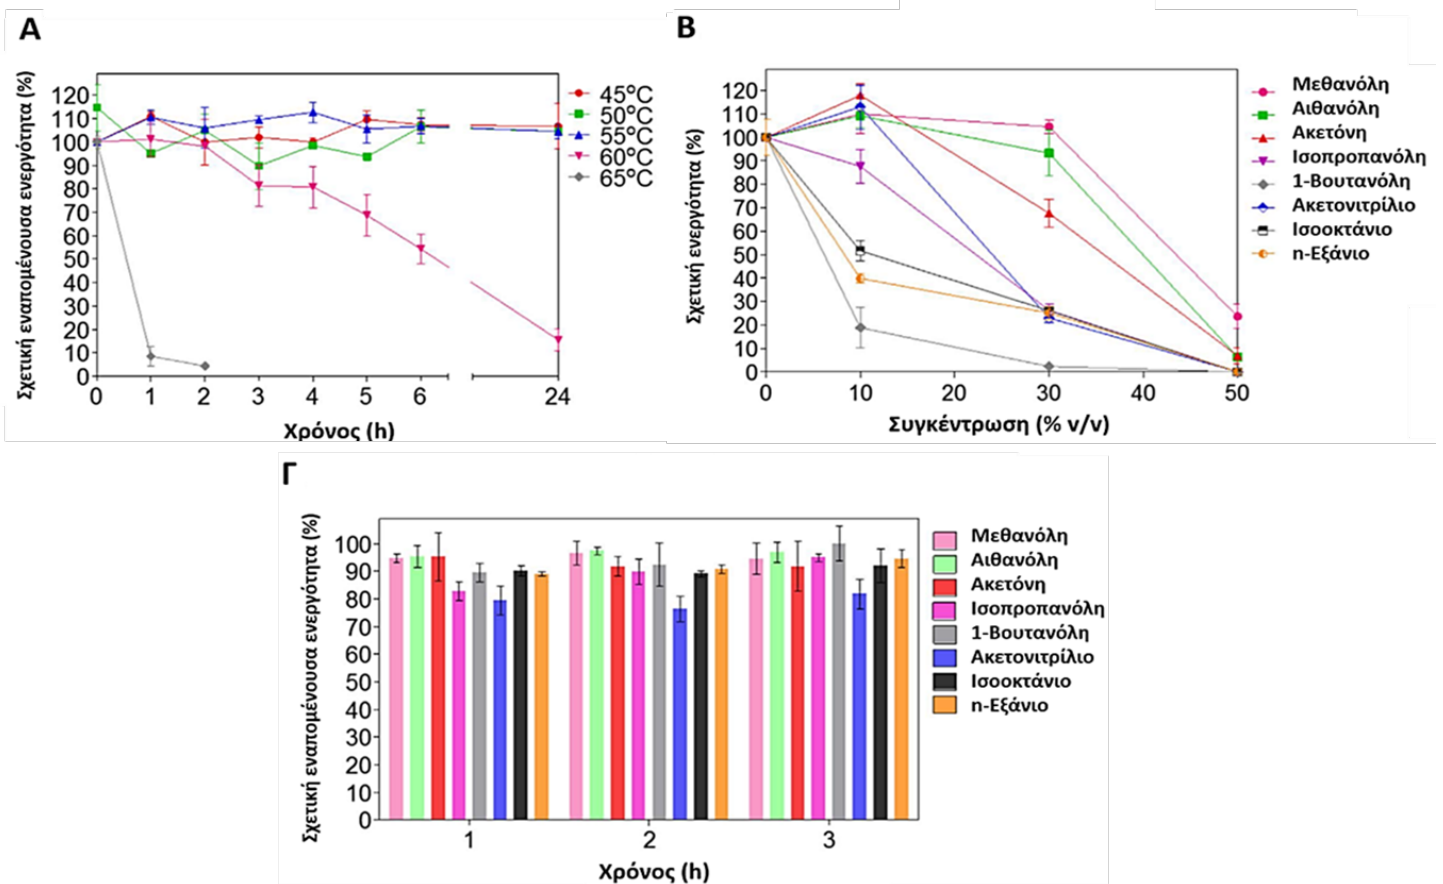 A
Σχετική εναπομένουσα ενεργότητα (%)
120
110
100
90
80
70
60
50
40
30
20
10
0
0 1 2 3 4 5 6 24
Χρόνος (h)
45°C
50°C
55°C
60°C
65°C
B
Σχετική ενεργότητα (%)
120
110
100
90
80
70
60
50
40
30
20
10
0
0 10 20 30 40 50
Συγκέντρωση (% v/v)
Μεθανόλη
Αιθανόλη
Ακετόνη
Ισοπροπανόλη
1-Βουτανόλη
Ακετονιτρίλιο
Ισοοκτάνιο
n-Εξάνιο
Γ
Σχετική εναπομένουσα ενεργότητα (%)
100
90
80
70
60
50
40
30
20
10
0
1 2 3
Χρόνος (h)
Μεθανόλη
Αιθανόλη
Ακετόνη
Ισοπροπανόλη
1-Βουτανόλη
Ακετονιτρίλιο
Ισοοκτάνιο
n-Εξάνιο